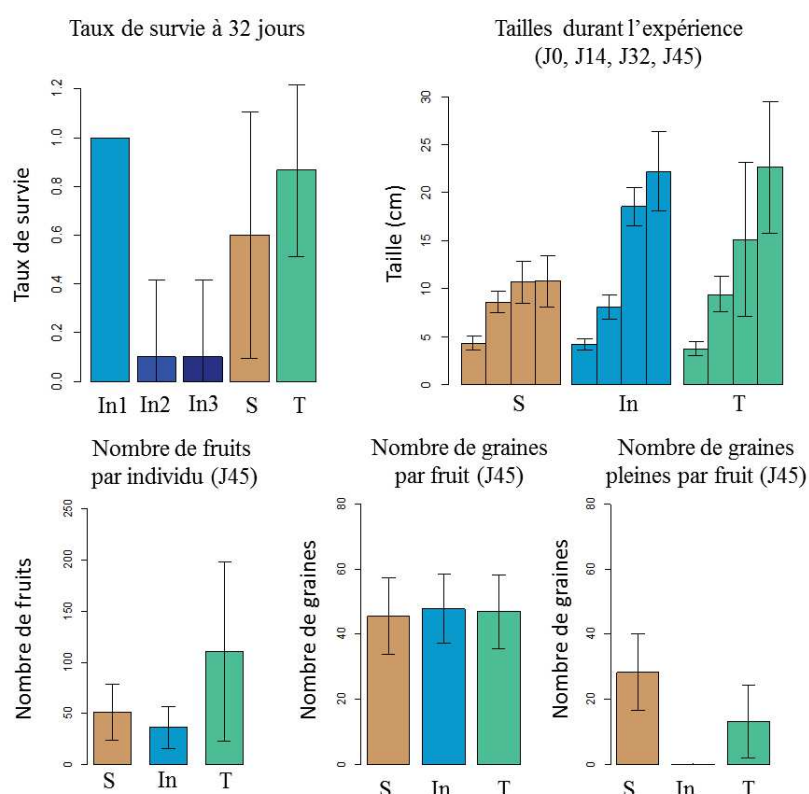 Taux de survie à 32 jours
Taux de survie
0.0 0.2 0.4 0.6 0.8 1.0 1.2
In1 In2 In3 S T
Tailles durant l'expérience
(J0, J14, J32, J45)
Taille (cm)
0 5 10 15 20 25 30
S In T
Nombre de fruits
par individu (J45)
Nombre de fruits
0 50 100 150 200 250
S In T
Nombre de graines
par fruit (J45)
Nombre de graines
0 20 40 60 80
S In T
Nombre de graines
pleines par fruit (J45)
Nombre de graines
0 20 40 60 80
S In T